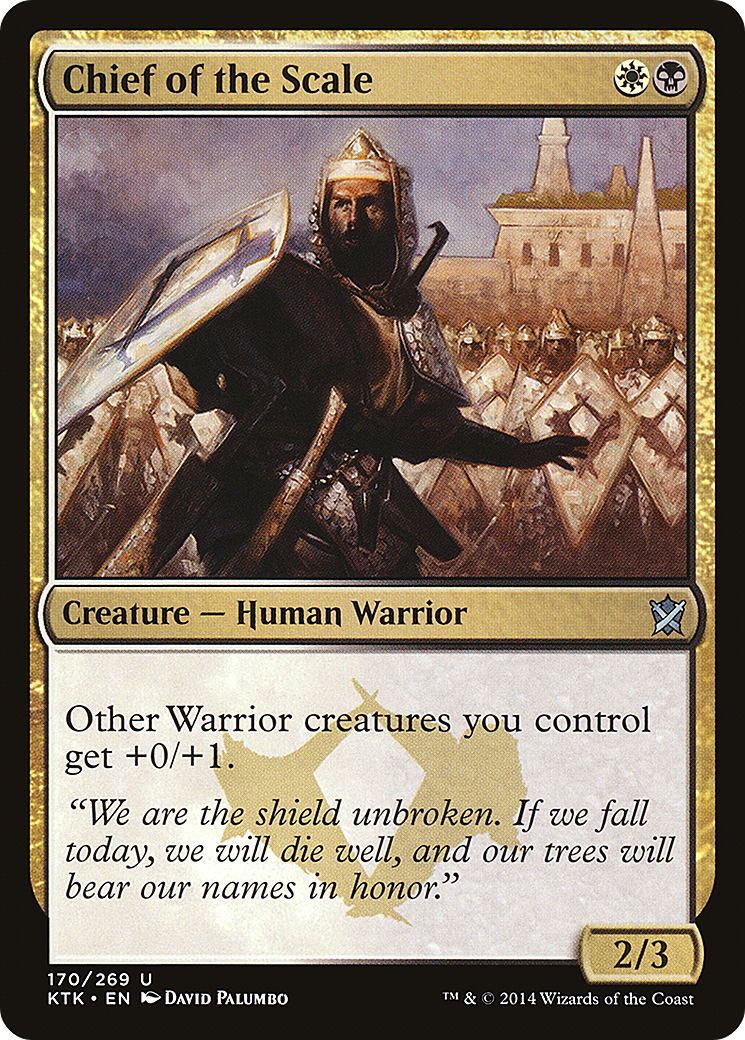 Chief of the Scale
Creature — Human Warrior
Other Warrior creatures you control
get +0/+1.
“We are the shield unbroken. If we fall
today, we will die well, and our trees will
bear our names in honor.”
2/3
170/269 U
KTK • EN DAVID PALUMBO
™ & © 2014 Wizards of the Coast